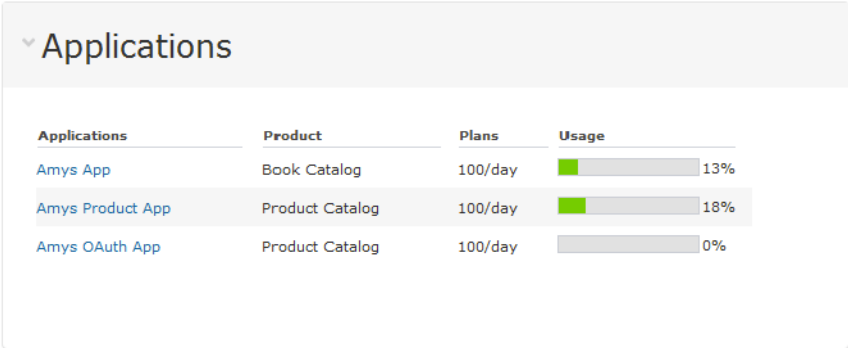 Applications
Applications Product Plans Usage
Amys App Book Catalog 100/day 13%
Amys Product App Product Catalog 100/day 18%
Amys OAuth App Product Catalog 100/day 0%